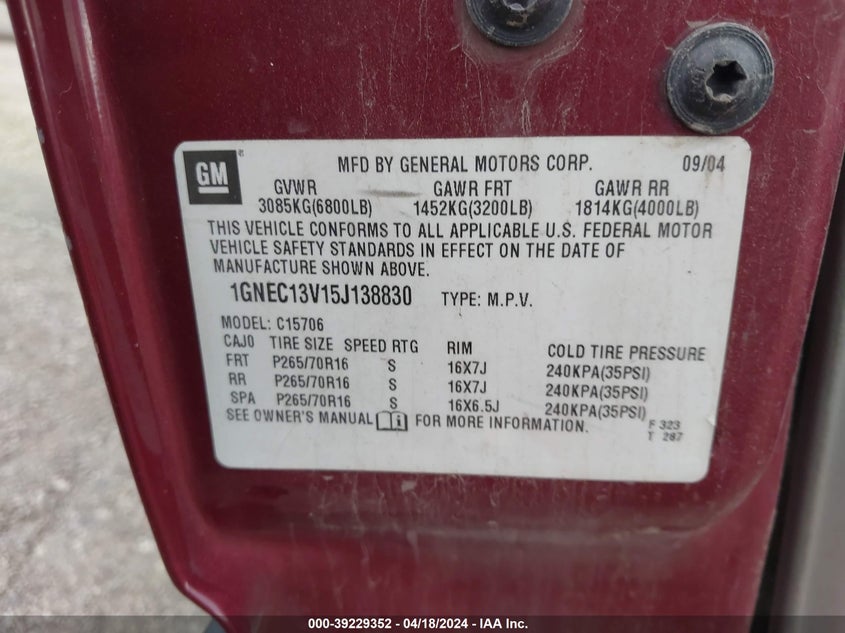 GM
MFD BY GENERAL MOTORS CORP. 09/04
GVWR GAWR FRT GAWR RR
3085KG(6800LB) 1452KG(3200LB) 1814KG(4000LB)
THIS VEHICLE CONFORMS TO ALL APPLICABLE U.S. FEDERAL MOTOR
VEHICLE SAFETY STANDARDS IN EFFECT ON THE DATE OF
MANUFACTURE SHOWN ABOVE.
1GNEC13V15J138830 TYPE: M.P.V.
MODEL: C15706
CAJ0 TIRE SIZE SPEED RTG RIM COLD TIRE PRESSURE
FRT P265/70R16 S 16X7J 240KPA(35PSI)
RR P265/70R16 S 16X7J 240KPA(35PSI)
SPA P265/70R16 S 16X6.5J 240KPA(35PSI)
SEE OWNER'S MANUAL i FOR MORE INFORMATION.
F 323
T 287
000-39229352 - 04/18/2024 - IAA Inc.